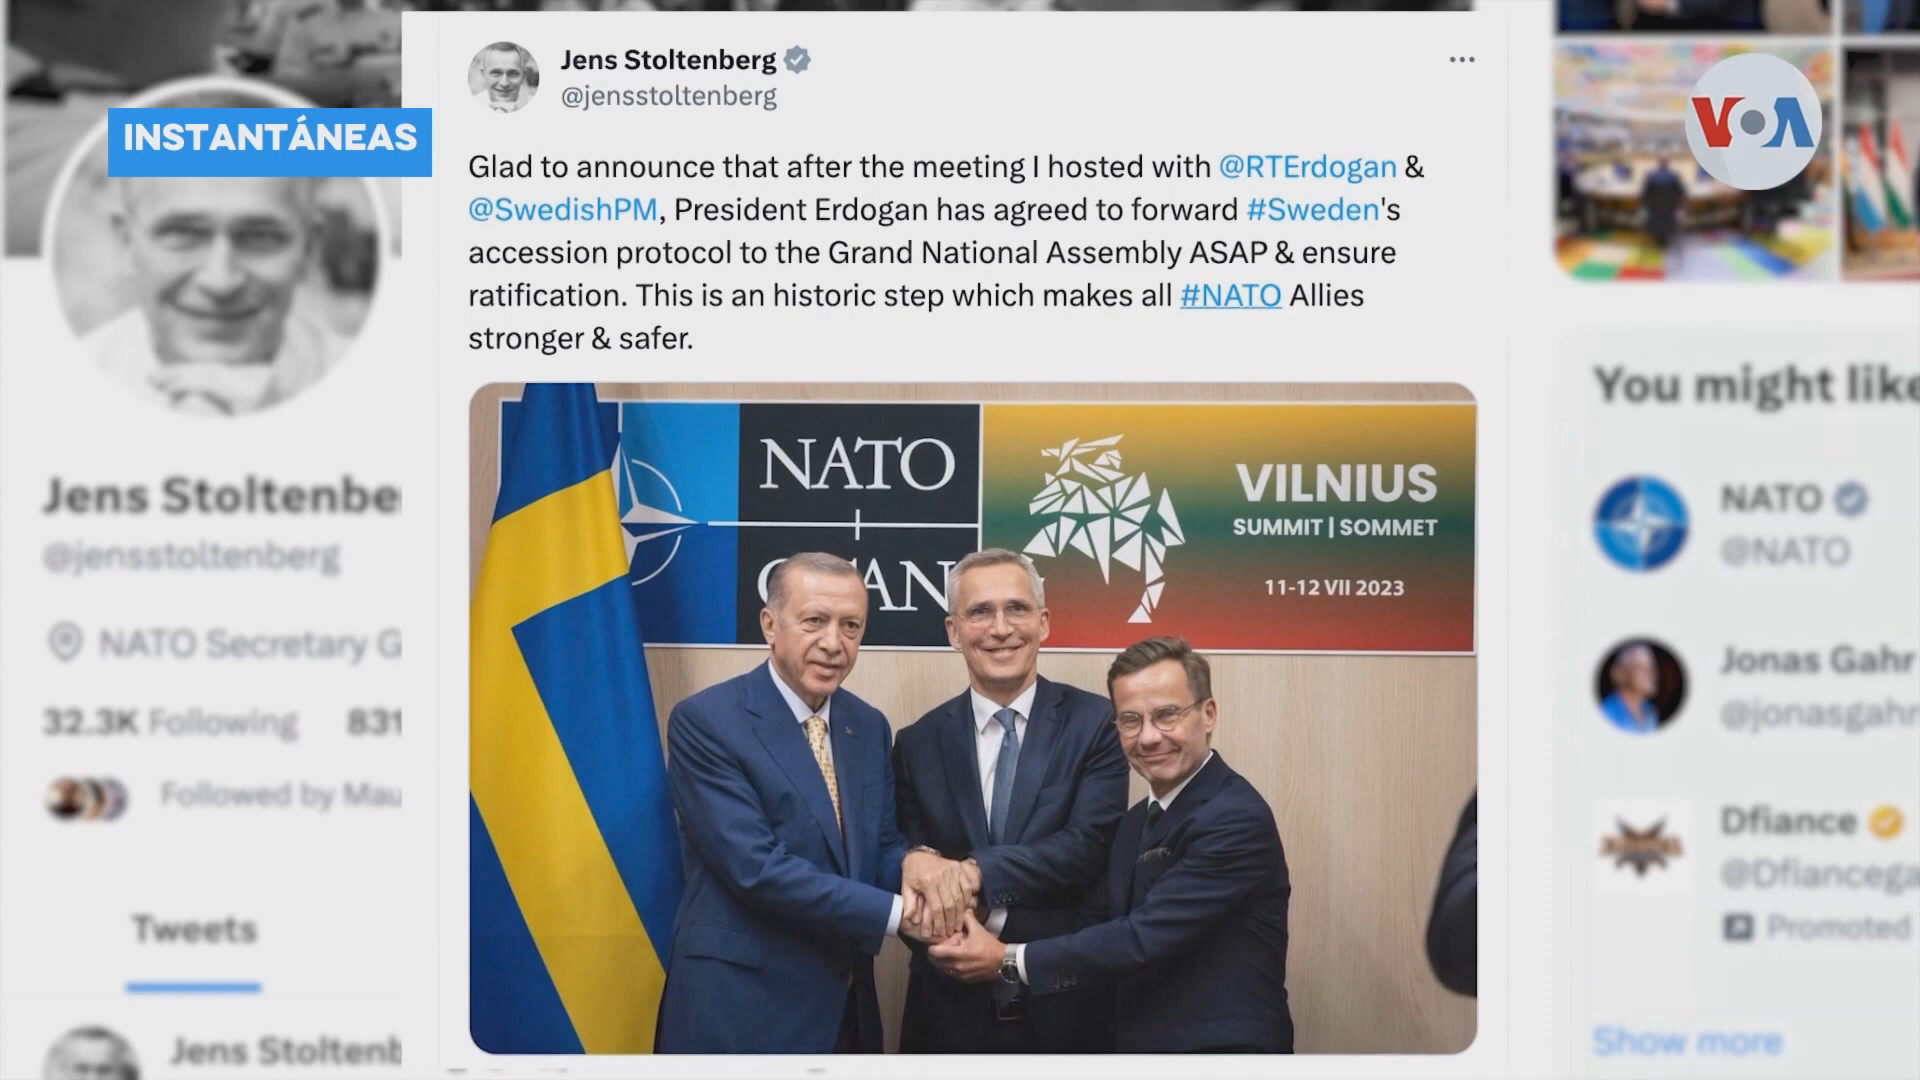 INSTANTÁNEAS
VOA
Jens Stoltenberg
@jensstoltenberg
Glad to announce that after the meeting I hosted with @RTErdogan &
@SwedishPM, President Erdogan has agreed to forward #Sweden's
accession protocol to the Grand National Assembly ASAP & ensure
ratification. This is an historic step which makes all #NATO Allies
stronger & safer.
NATO
VILNIUS
SUMMIT | SOMMET
11-12 VII 2023
Jens Stoltenbe
@jensstoltenberg
NATO Secretary G
32.3K Following 831
Followed by Mau
Tweets
Jens Stoltenb
You might like
NATO
@NATO
Jonas Gahr
@jonasgahr
Dfiance
@Dfiancega
Promoted
Show more